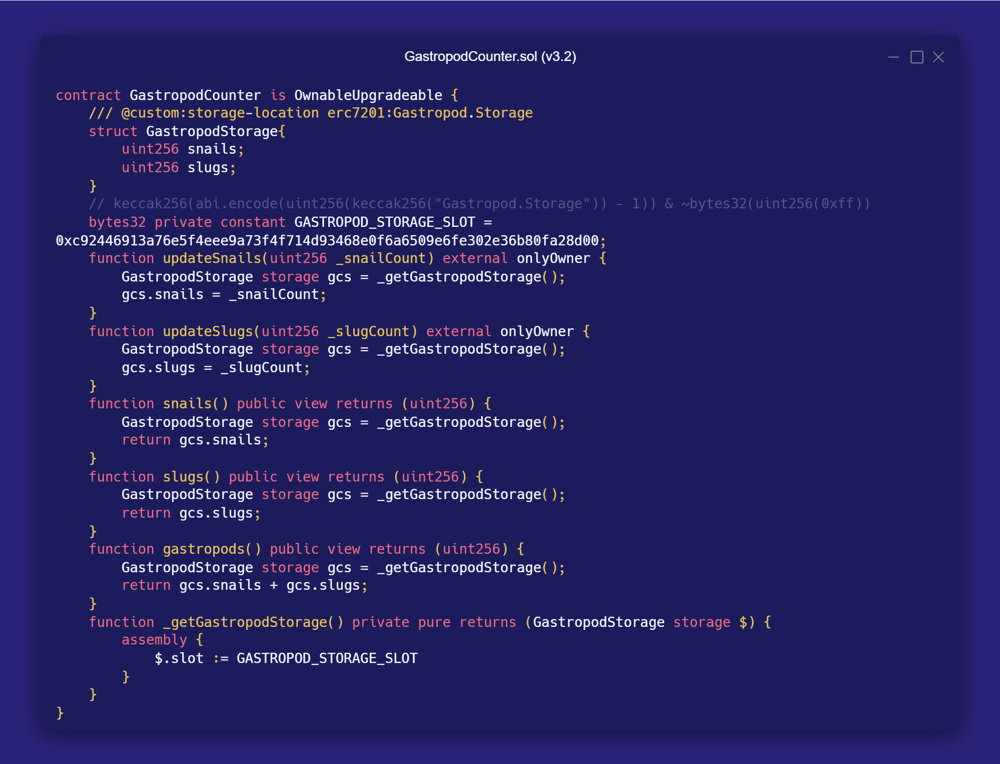 GastropodCounter.sol (v3.2)
contract GastropodCounter is OwnableUpgradeable {
    /// @custom:storage-location erc7201:Gastropod.Storage
    struct GastropodStorage{
        uint256 snails;
        uint256 slugs;
    }
    // keccak256(abi.encode(uint256(keccak256("Gastropod.Storage")) - 1)) & ~bytes32(uint256(0xff))
    bytes32 private constant GASTROPOD_STORAGE_SLOT =
0xc92446913a76e5f4eee9a73f4f714d93468e0f6a6509e6fe302e36b80fa28d00;
    function updateSnails(uint256 _snailCount) external onlyOwner {
        GastropodStorage storage gcs = _getGastropodStorage();
        gcs.snails = _snailCount;
    }
    function updateSlugs(uint256 _slugCount) external onlyOwner {
        GastropodStorage storage gcs = _getGastropodStorage();
        gcs.slugs = _slugCount;
    }
    function snails() public view returns (uint256) {
        GastropodStorage storage gcs = _getGastropodStorage();
        return gcs.snails;
    }
    function slugs() public view returns (uint256) {
        GastropodStorage storage gcs = _getGastropodStorage();
        return gcs.slugs;
    }
    function gastropods() public view returns (uint256) {
        GastropodStorage storage gcs = _getGastropodStorage();
        return gcs.snails + gcs.slugs;
    }
    function _getGastropodStorage() private pure returns (GastropodStorage storage $) {
        assembly {
            $.slot := GASTROPOD_STORAGE_SLOT
        }
    }
}